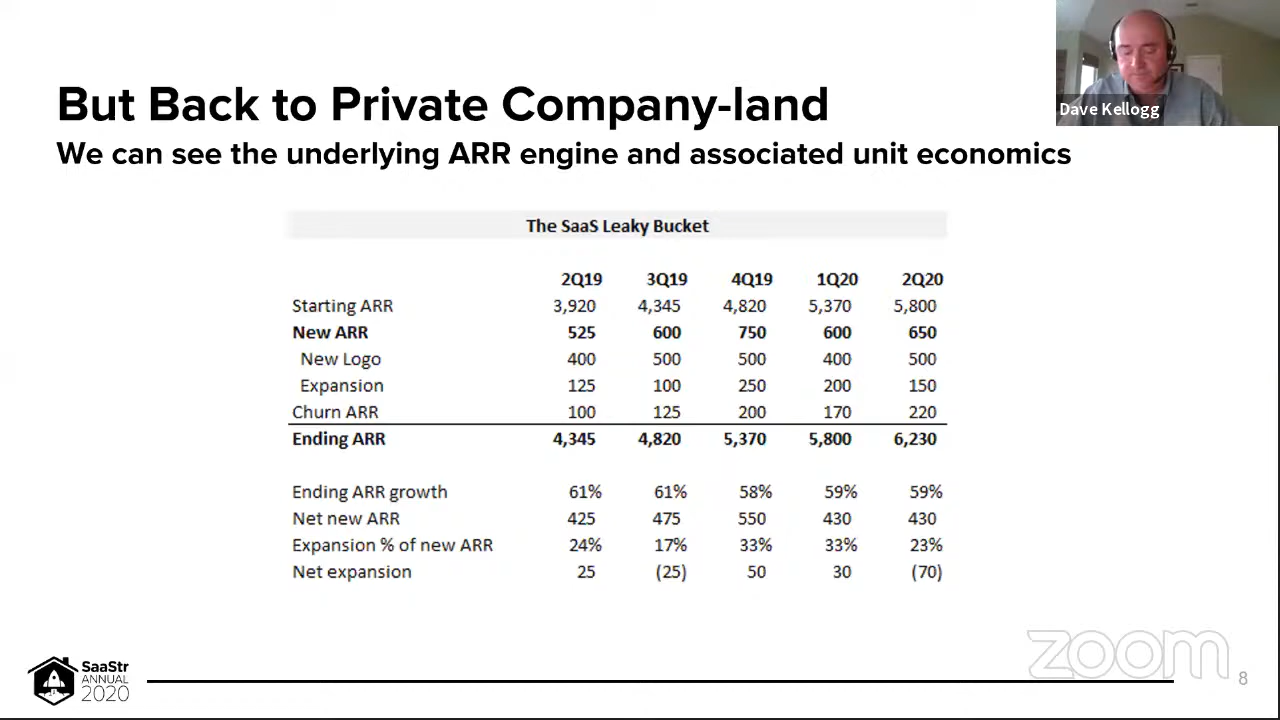 Dave Kellogg
But Back to Private Company-land
We can see the underlying ARR engine and associated unit economics
The SaaS Leaky Bucket
2Q19 3Q19 4Q19 1Q20 2Q20
Starting ARR 3,920 4,345 4,820 5,370 5,800
New ARR 525 600 750 600 650
New Logo 400 500 500 400 500
Expansion 125 100 250 200 150
Churn ARR 100 125 200 170 220
Ending ARR 4,345 4,820 5,370 5,800 6,230
Ending ARR growth 61% 61% 58% 59% 59%
Net new ARR 425 475 550 430 430
Expansion % of new ARR 24% 17% 33% 33% 23%
Net expansion 25 (25) 50 30 (70)
SaaStr
ANNUAL
2020
zoom
8